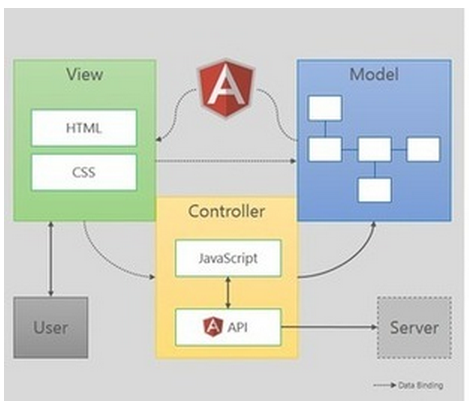 View
Model
HTML
CSS
Controller
JavaScript
API
User
Server
Data Binding